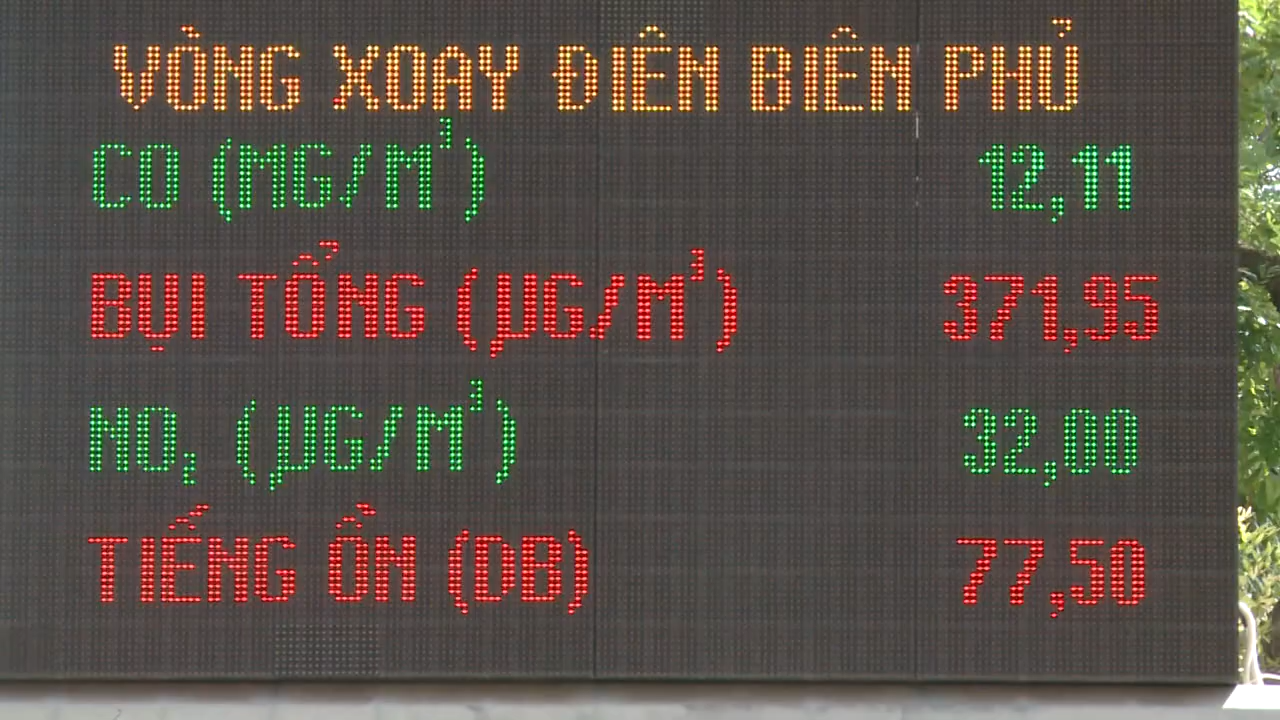 VÒNG XOAY ĐIÊN BIÊN PHỦ
CO (MG/M³) 12,11
BỤI TỔNG (µG/M³) 371,95
NO₂ (µG/M³) 32,00
TIẾNG ỒN (DB) 77,50